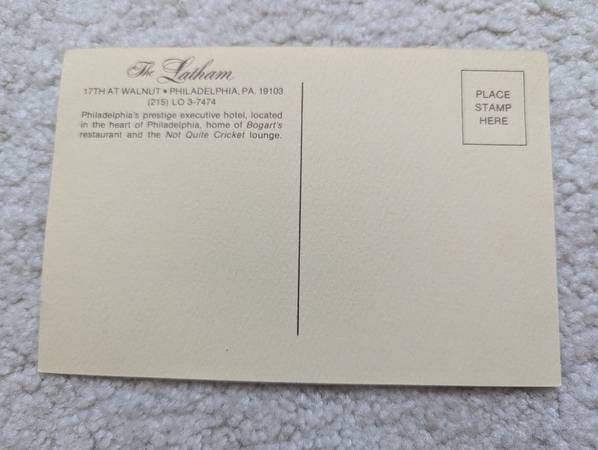 The Latham
17TH AT WALNUT • PHILADELPHIA, PA. 19103
(215) LO 3-7474
Philadelphia's prestige executive hotel, located
in the heart of Philadelphia, home of Bogart's
restaurant and the Not Quite Cricket lounge.
PLACE
STAMP
HERE